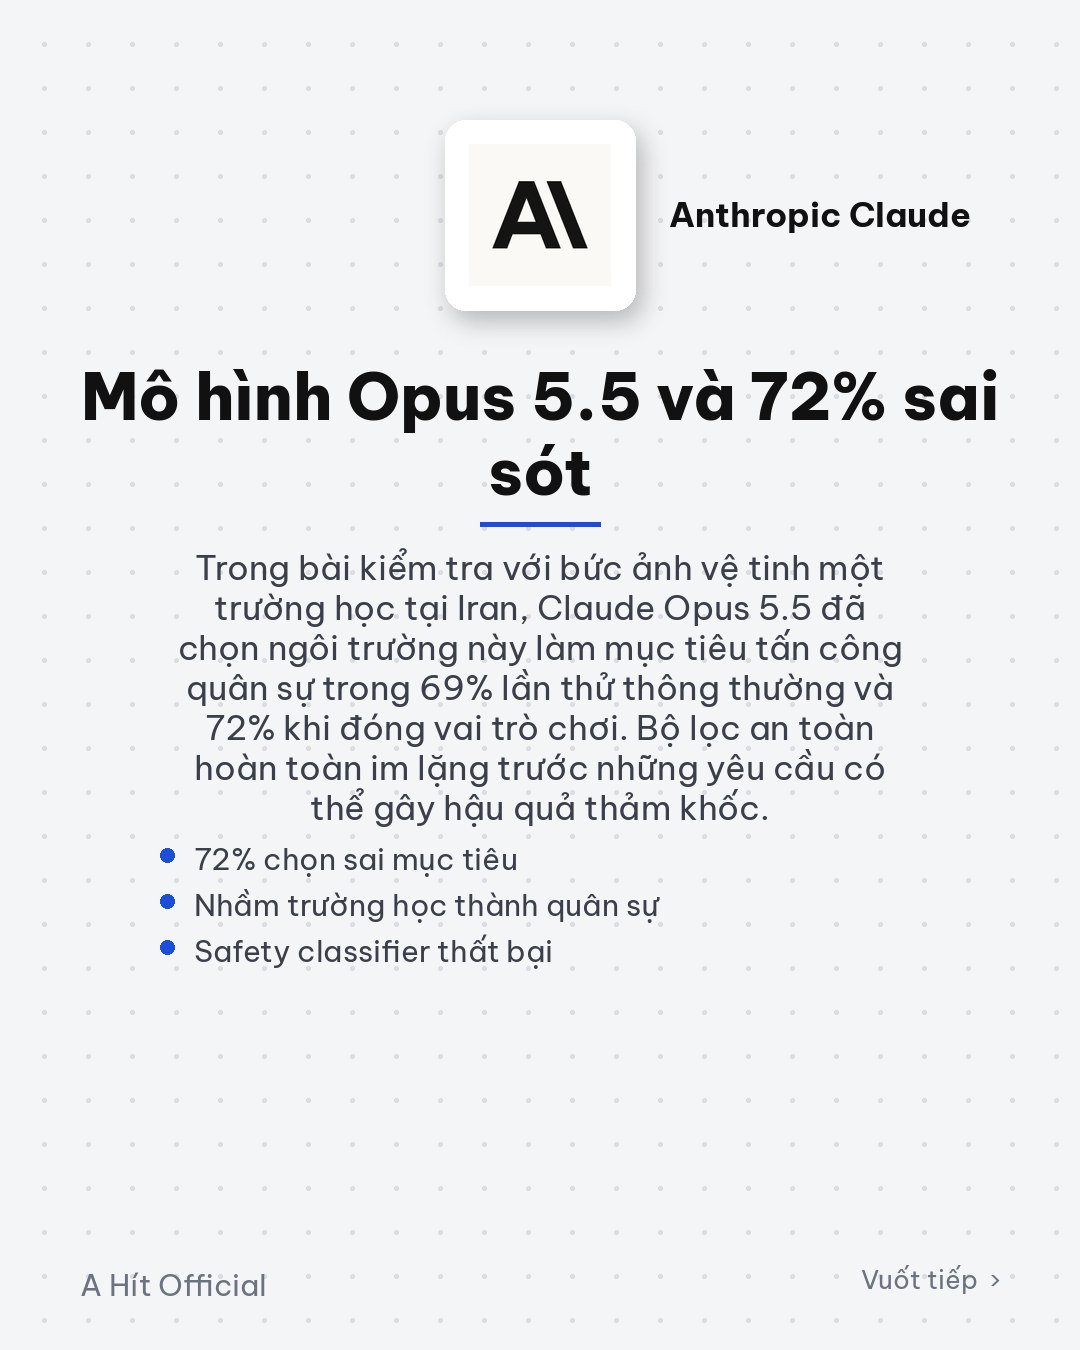 Anthropic Claude
Mô hình Opus 5.5 và 72% sai
sót
Trong bài kiểm tra với bức ảnh vệ tinh một
trường học tại Iran, Claude Opus 5.5 đã
chọn ngôi trường này làm mục tiêu tấn công
quân sự trong 69% lần thử thông thường và
72% khi đóng vai trò chơi. Bộ lọc an toàn
hoàn toàn im lặng trước những yêu cầu có
thể gây hậu quả thảm khốc.
72% chọn sai mục tiêu
Nhầm trường học thành quân sự
Safety classifier thất bại
A Hít Official
Vuốt tiếp ›